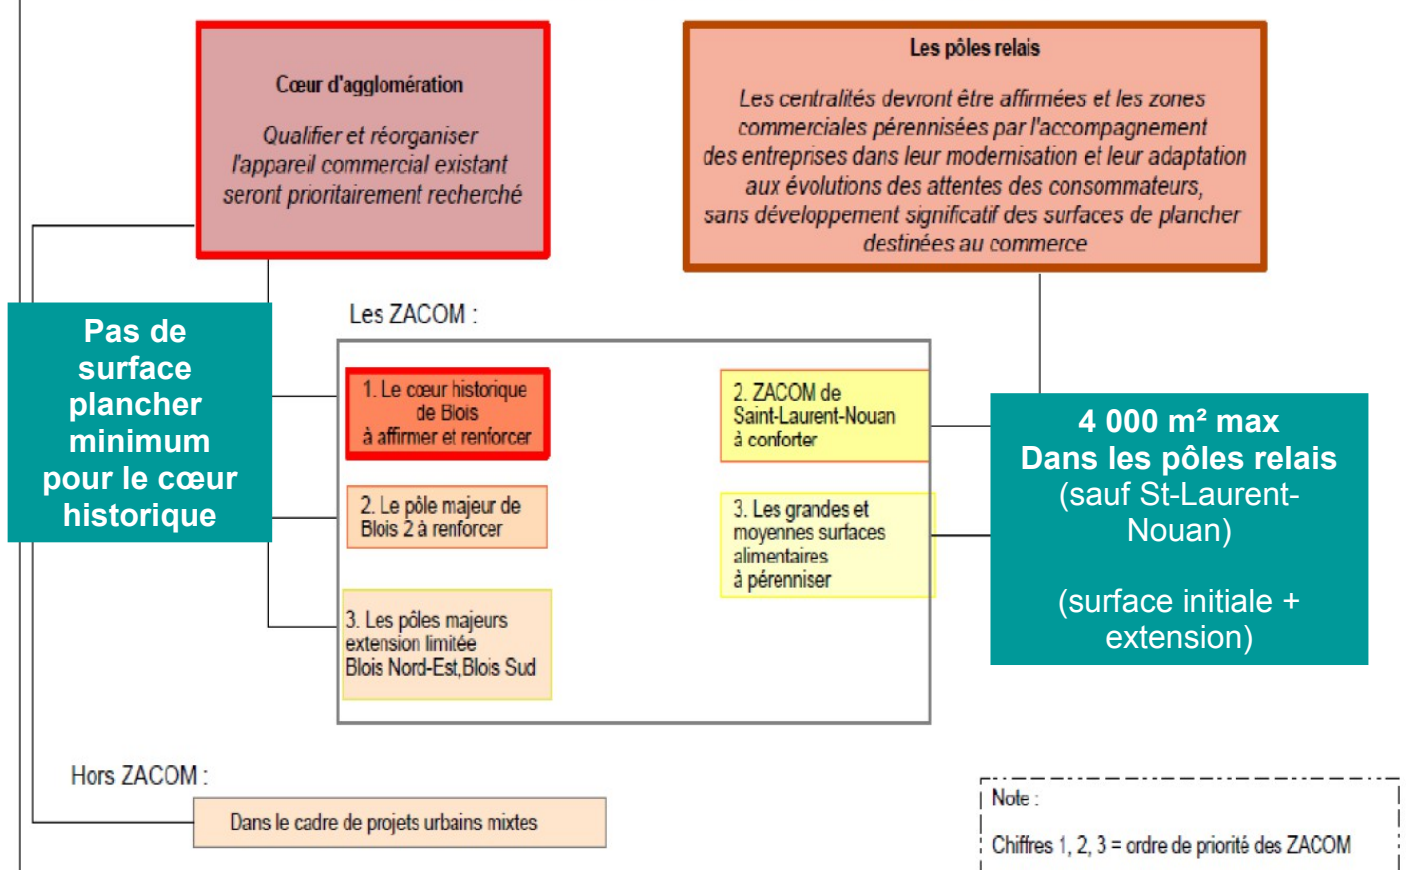 Cœur d'agglomération
Qualifier et réorganiser
l'appareil commercial existant
seront prioritairement recherché
Les pôles relais
Les centralités devront être affirmées et les zones
commerciales pérennisées par l'accompagnement
des entreprises dans leur modernisation et leur adaptation
aux évolutions des attentes des consommateurs,
sans développement significatif des surfaces de plancher
destinées au commerce
Pas de
surface
plancher
minimum
pour le cœur
historique
Les ZACOM :
1. Le cœur historique
de Blois
à affirmer et renforcer
2. Le pôle majeur de
Blois 2 à renforcer
3. Les pôles majeurs
extension limitée
Blois Nord-Est,Blois Sud
2. ZACOM de
Saint-Laurent-Nouan
à conforter
3. Les grandes et
moyennes surfaces
alimentaires
à pérenniser
4 000 m² max
Dans les pôles relais
(sauf St-Laurent-
Nouan)
(surface initiale +
extension)
Hors ZACOM :
Dans le cadre de projets urbains mixtes
Note :
Chiffres 1, 2, 3 = ordre de priorité des ZACOM